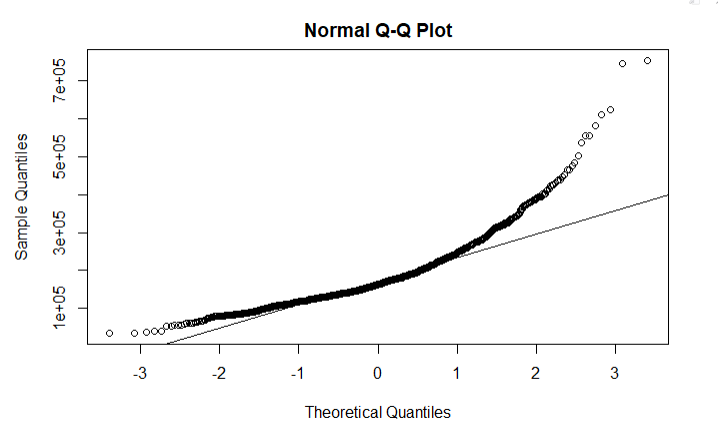 Normal Q-Q Plot
Sample Quantiles
7e+05
5e+05
3e+05
1e+05
-3 -2 -1 0 1 2 3
Theoretical Quantiles